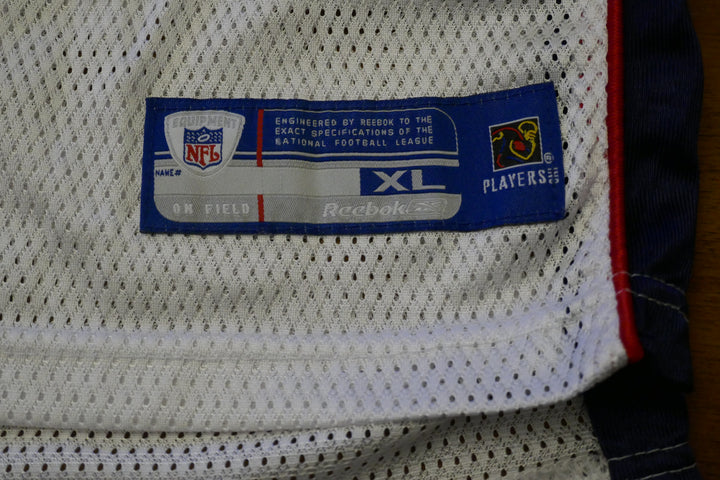 EQUIPMENT
NFL
ENGINEERED BY REEBOK TO THE
EXACT SPECIFICATIONS OF THE
NATIONAL FOOTBALL LEAGUE
NAME#
XL
ON FIELD
Reebok
PLAYERS